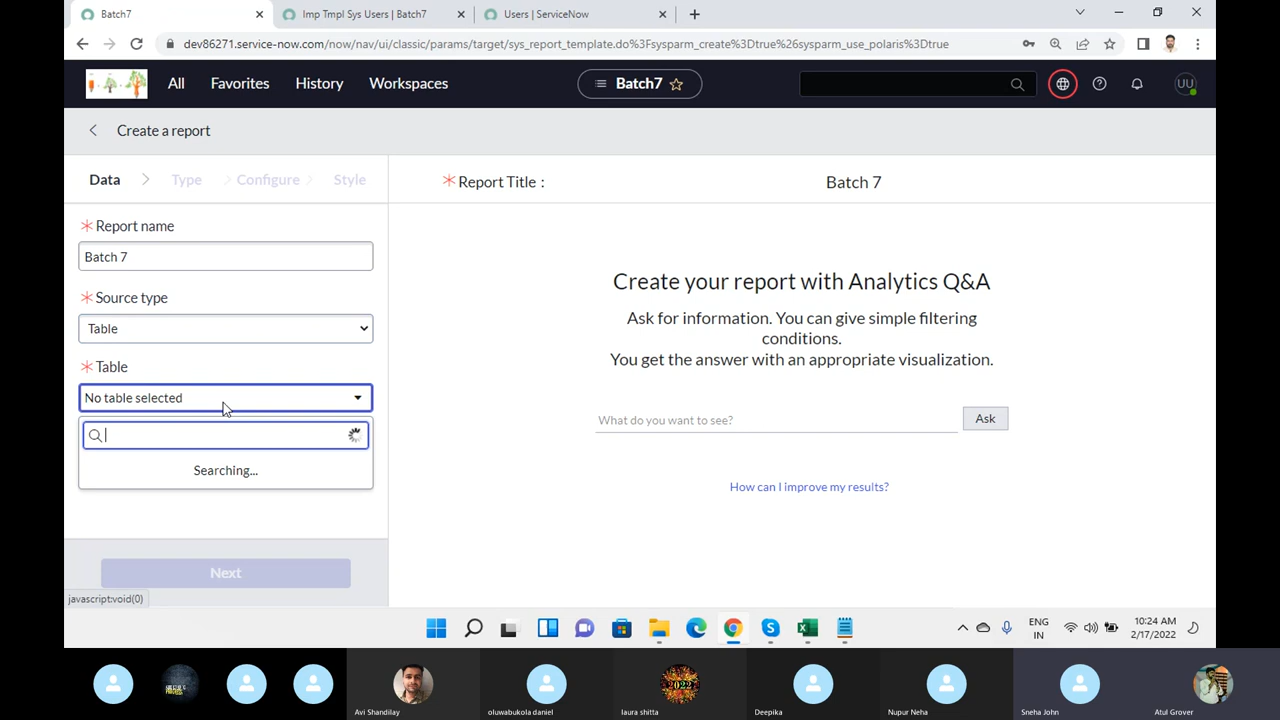 Batch7
Imp Tmpl Sys Users | Batch7
Users | ServiceNow
dev86271.service-now.com/now/nav/ui/classic/params/target/sys_report_template.do%3Fsysparm_create%3Dtrue%26sysparm_use_polaris%3Dtrue
All
Favorites
History
Workspaces
Batch7
UU
Create a report
Data
Type
Configure
Style
* Report Title :
Batch 7
* Report name
Batch 7
* Source type
Table
* Table
No table selected
Searching...
Next
Create your report with Analytics Q&A
Ask for information. You can give simple filtering
conditions.
You get the answer with an appropriate visualization.
What do you want to see?
Ask
How can I improve my results?
javascript:void(0)
ENG
IN
10:24 AM
2/17/2022
2022
Avi Shandilay
oluwabukola daniel
laura shitta
Deepika
Nupur Neha
Sneha John
Atul Grover